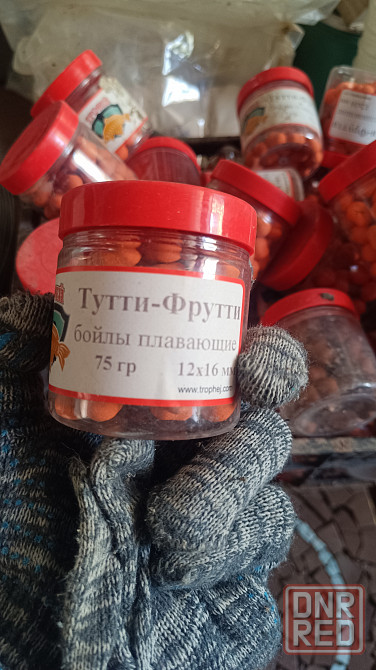 Тутти-Фрутти
бойлы плавающие
75 гр 12х16 мм
www.trophej.com
DNR
RED